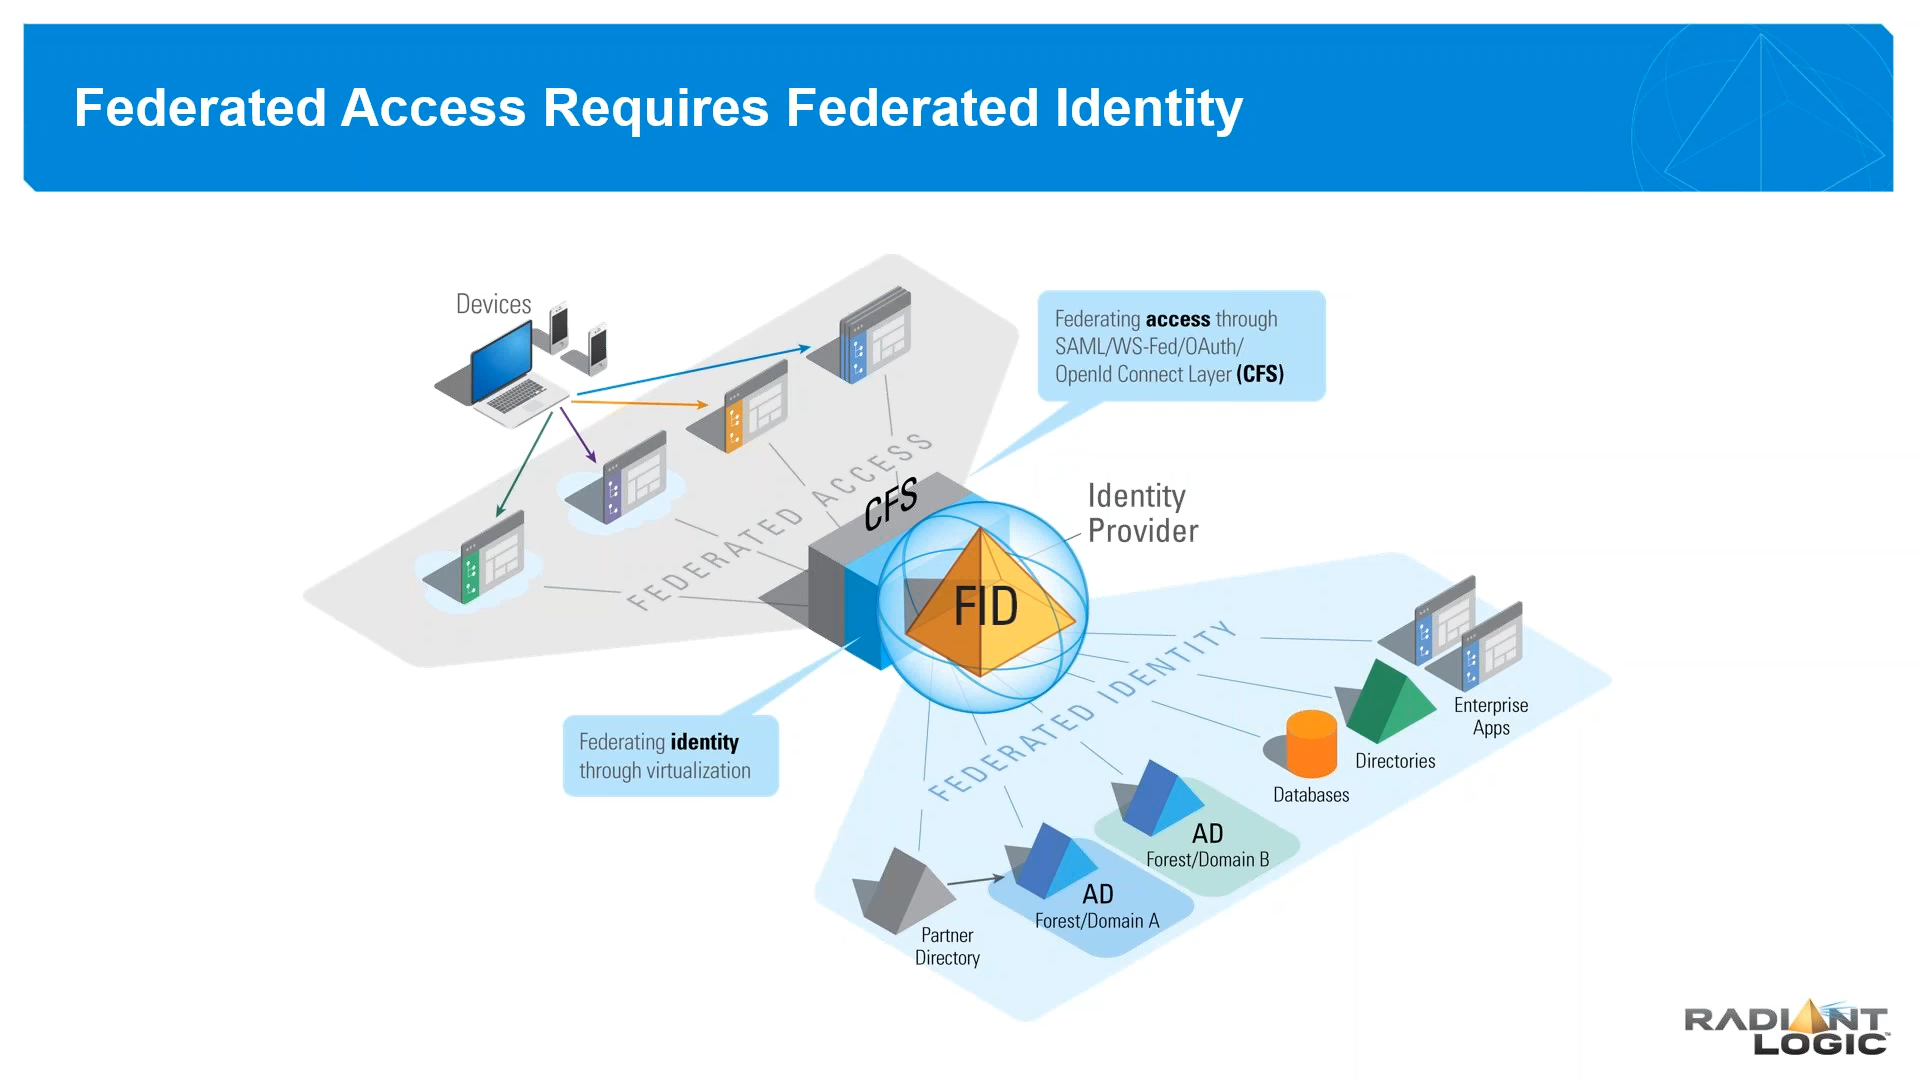 Federated Access Requires Federated Identity
Devices
Federating access through
SAML/WS-Fed/OAuth/
OpenId Connect Layer (CFS)
FEDERATED ACCESS
CFS
Identity
Provider
FID
FEDERATED IDENTITY
Federating identity
through virtualization
Enterprise
Apps
Directories
Databases
AD
Forest/Domain B
AD
Forest/Domain A
Partner
Directory
RADIANT
LOGIC™